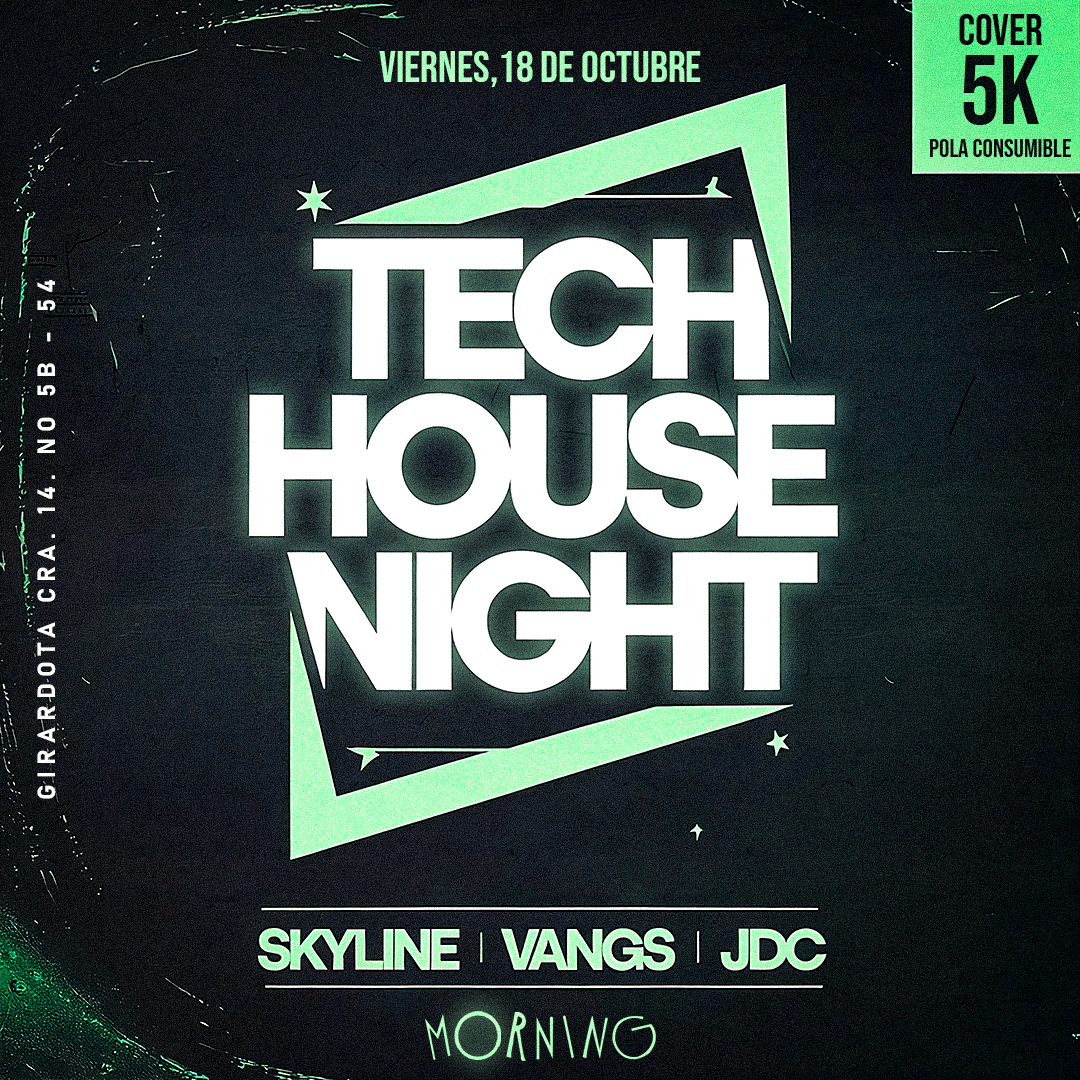 VIERNES, 18 DE OCTUBRE
COVER
5K
POLA CONSUMIBLE
TECH
HOUSE
NIGHT
GIRARDOTA CRA. 14. NO 5B - 54
SKYLINE | VANGS | JDC
MORNING